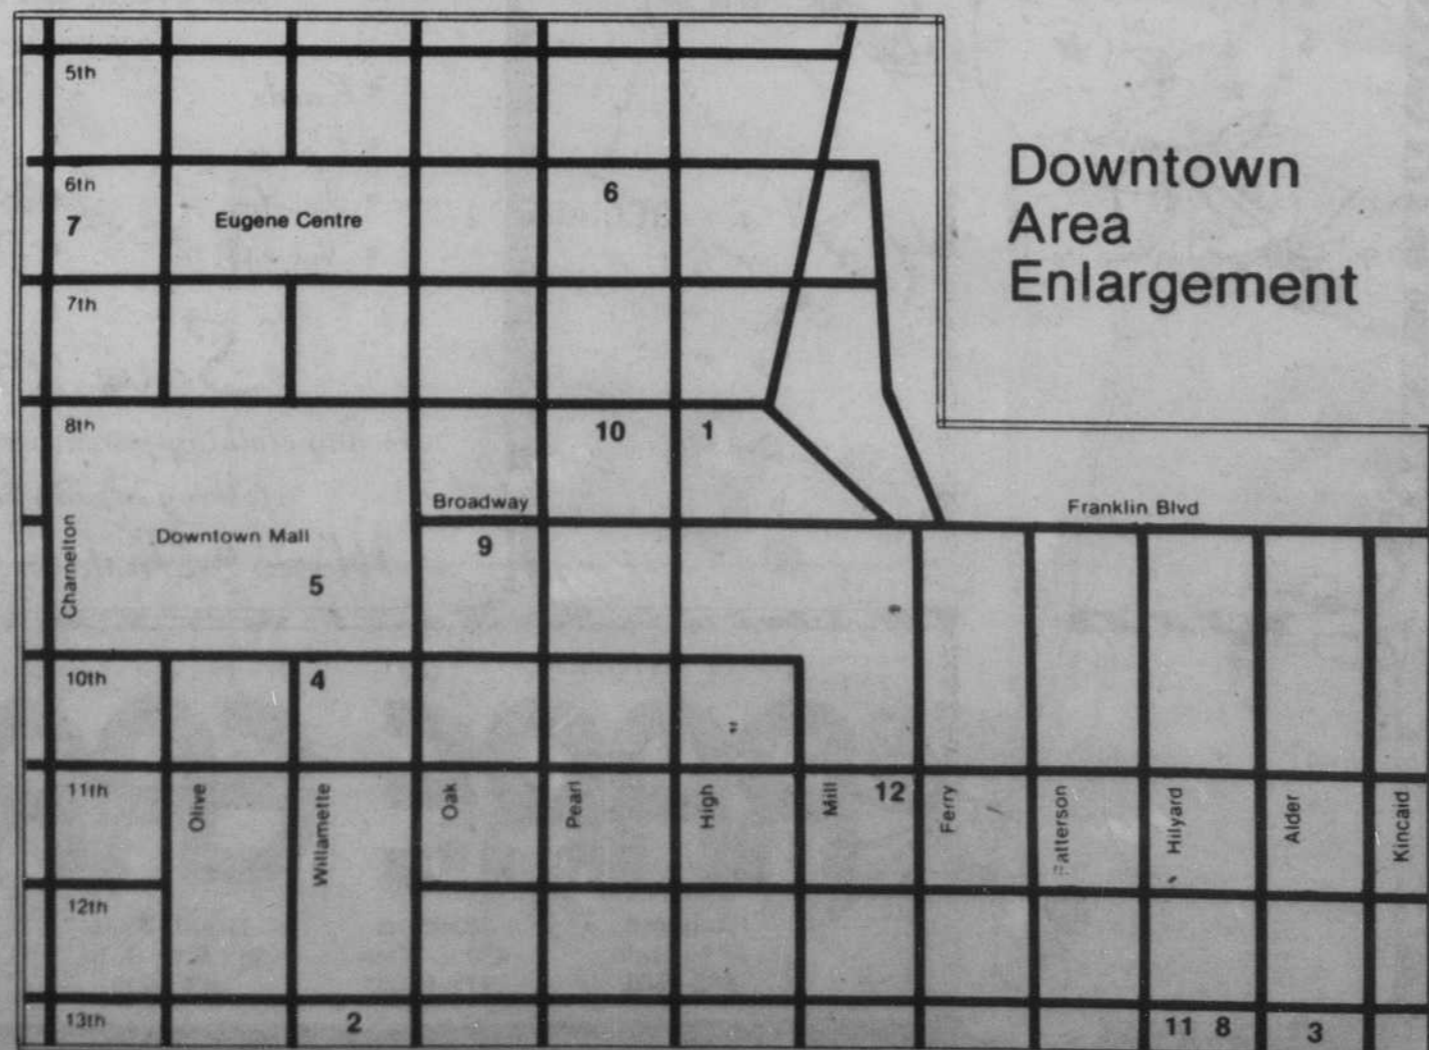 Downtown
Area
Enlargement
5th
6th
7
Eugene Centre
6
7th
8th
10
1
Broadway
Franklin Blvd
Charnelton
Downtown Mall
9
5
10th
4
11th
Olive
Willamette
Oak
Pearl
High
Mill
12
Ferry
Patterson
Hilyard
Alder
Kincaid
12th
13th
2
11 8
3